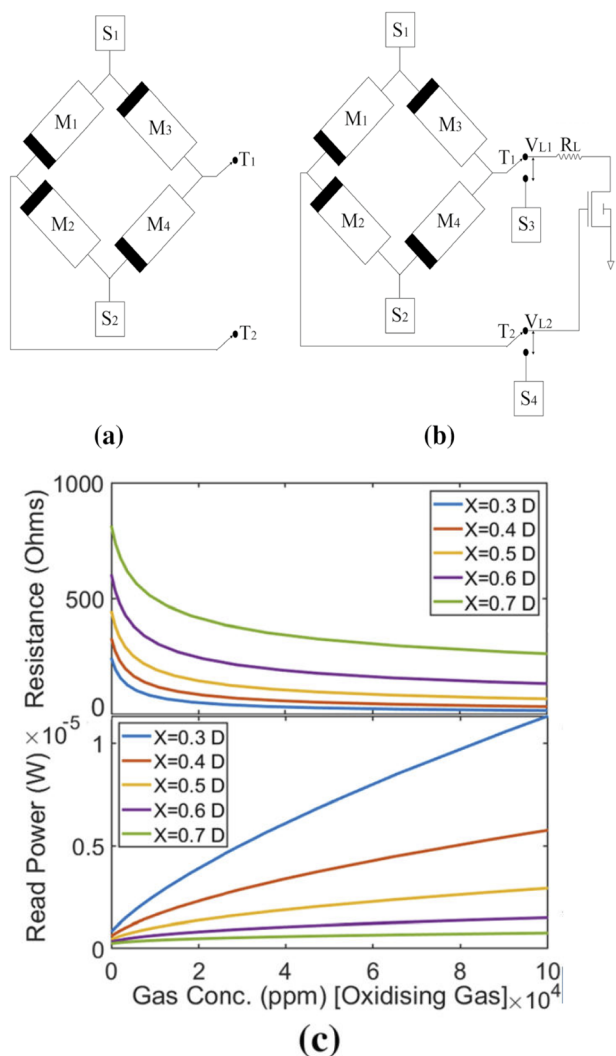 S1
M1
M3
T1
M2
M4
S2
T2
(a)
S1
M1
M3
T1
VL1
RL
M2
M4
S3
S2
T2
VL2
S4
(b)
1000
500
0
Resistance (Ohms)
X=0.3 D
X=0.4 D
X=0.5 D
X=0.6 D
X=0.7 D
×10-5
1
0.5
0
Read Power (W)
X=0.3 D
X=0.4 D
X=0.5 D
X=0.6 D
X=0.7 D
0 2 4 6 8 10
Gas Conc. (ppm) [Oxidising Gas] ×10^4
(c)